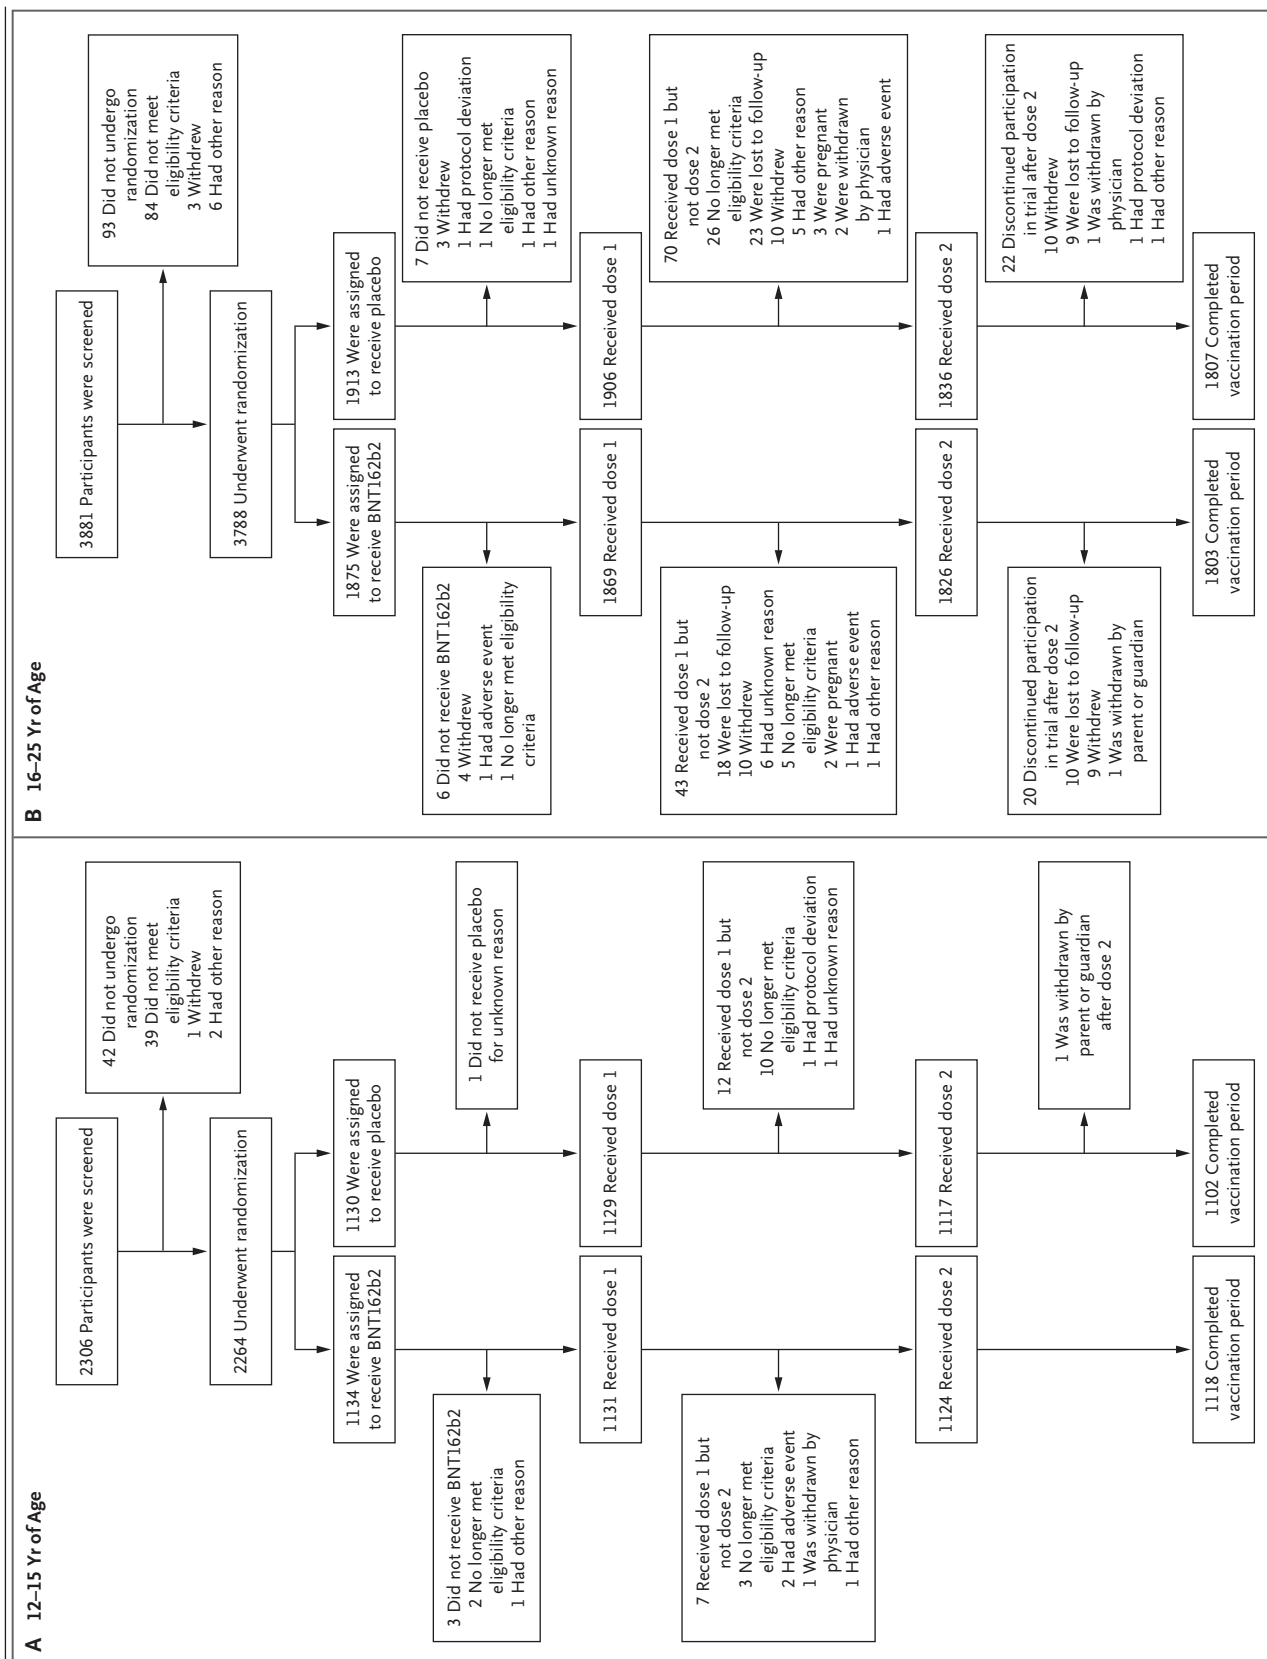 A 12–15 Yr of Age
2306 Participants were screened
42 Did not undergo
randomization
39 Did not meet
eligibility criteria
1 Withdrew
2 Had other reason
2264 Underwent randomization
1134 Were assigned
to receive BNT162b2
1130 Were assigned
to receive placebo
3 Did not receive BNT162b2
2 No longer met
eligibility criteria
1 Had other reason
1 Did not receive placebo
for unknown reason
1131 Received dose 1
1129 Received dose 1
7 Received dose 1 but
not dose 2
3 No longer met
eligibility criteria
2 Had adverse event
1 Was withdrawn by
physician
1 Had other reason
12 Received dose 1 but
not dose 2
10 No longer met
eligibility criteria
1 Had protocol deviation
1 Had unknown reason
1124 Received dose 2
1117 Received dose 2
1 Was withdrawn by
parent or guardian
after dose 2
1118 Completed
vaccination period
1102 Completed
vaccination period
B 16–25 Yr of Age
3881 Participants were screened
93 Did not undergo
randomization
84 Did not meet
eligibility criteria
3 Withdrew
6 Had other reason
3788 Underwent randomization
1875 Were assigned
to receive BNT162b2
1913 Were assigned
to receive placebo
6 Did not receive BNT162b2
4 Withdrew
1 Had adverse event
1 No longer met eligibility
criteria
7 Did not receive placebo
3 Withdrew
1 Had protocol deviation
1 No longer met
eligibility criteria
1 Had other reason
1 Had unknown reason
1869 Received dose 1
1906 Received dose 1
43 Received dose 1 but
not dose 2
18 Were lost to follow-up
10 Withdrew
6 Had unknown reason
5 No longer met
eligibility criteria
2 Were pregnant
1 Had adverse event
1 Had other reason
70 Received dose 1 but
not dose 2
26 No longer met
eligibility criteria
23 Were lost to follow-up
10 Withdrew
5 Had other reason
3 Were pregnant
2 Were withdrawn
by physician
1 Had adverse event
1826 Received dose 2
1836 Received dose 2
20 Discontinued participation
in trial after dose 2
10 Were lost to follow-up
9 Withdrew
1 Was withdrawn by
parent or guardian
22 Discontinued participation
in trial after dose 2
10 Withdrew
9 Were lost to follow-up
1 Was withdrawn by
physician
1 Had protocol deviation
1 Had other reason
1803 Completed
vaccination period
1807 Completed
vaccination period